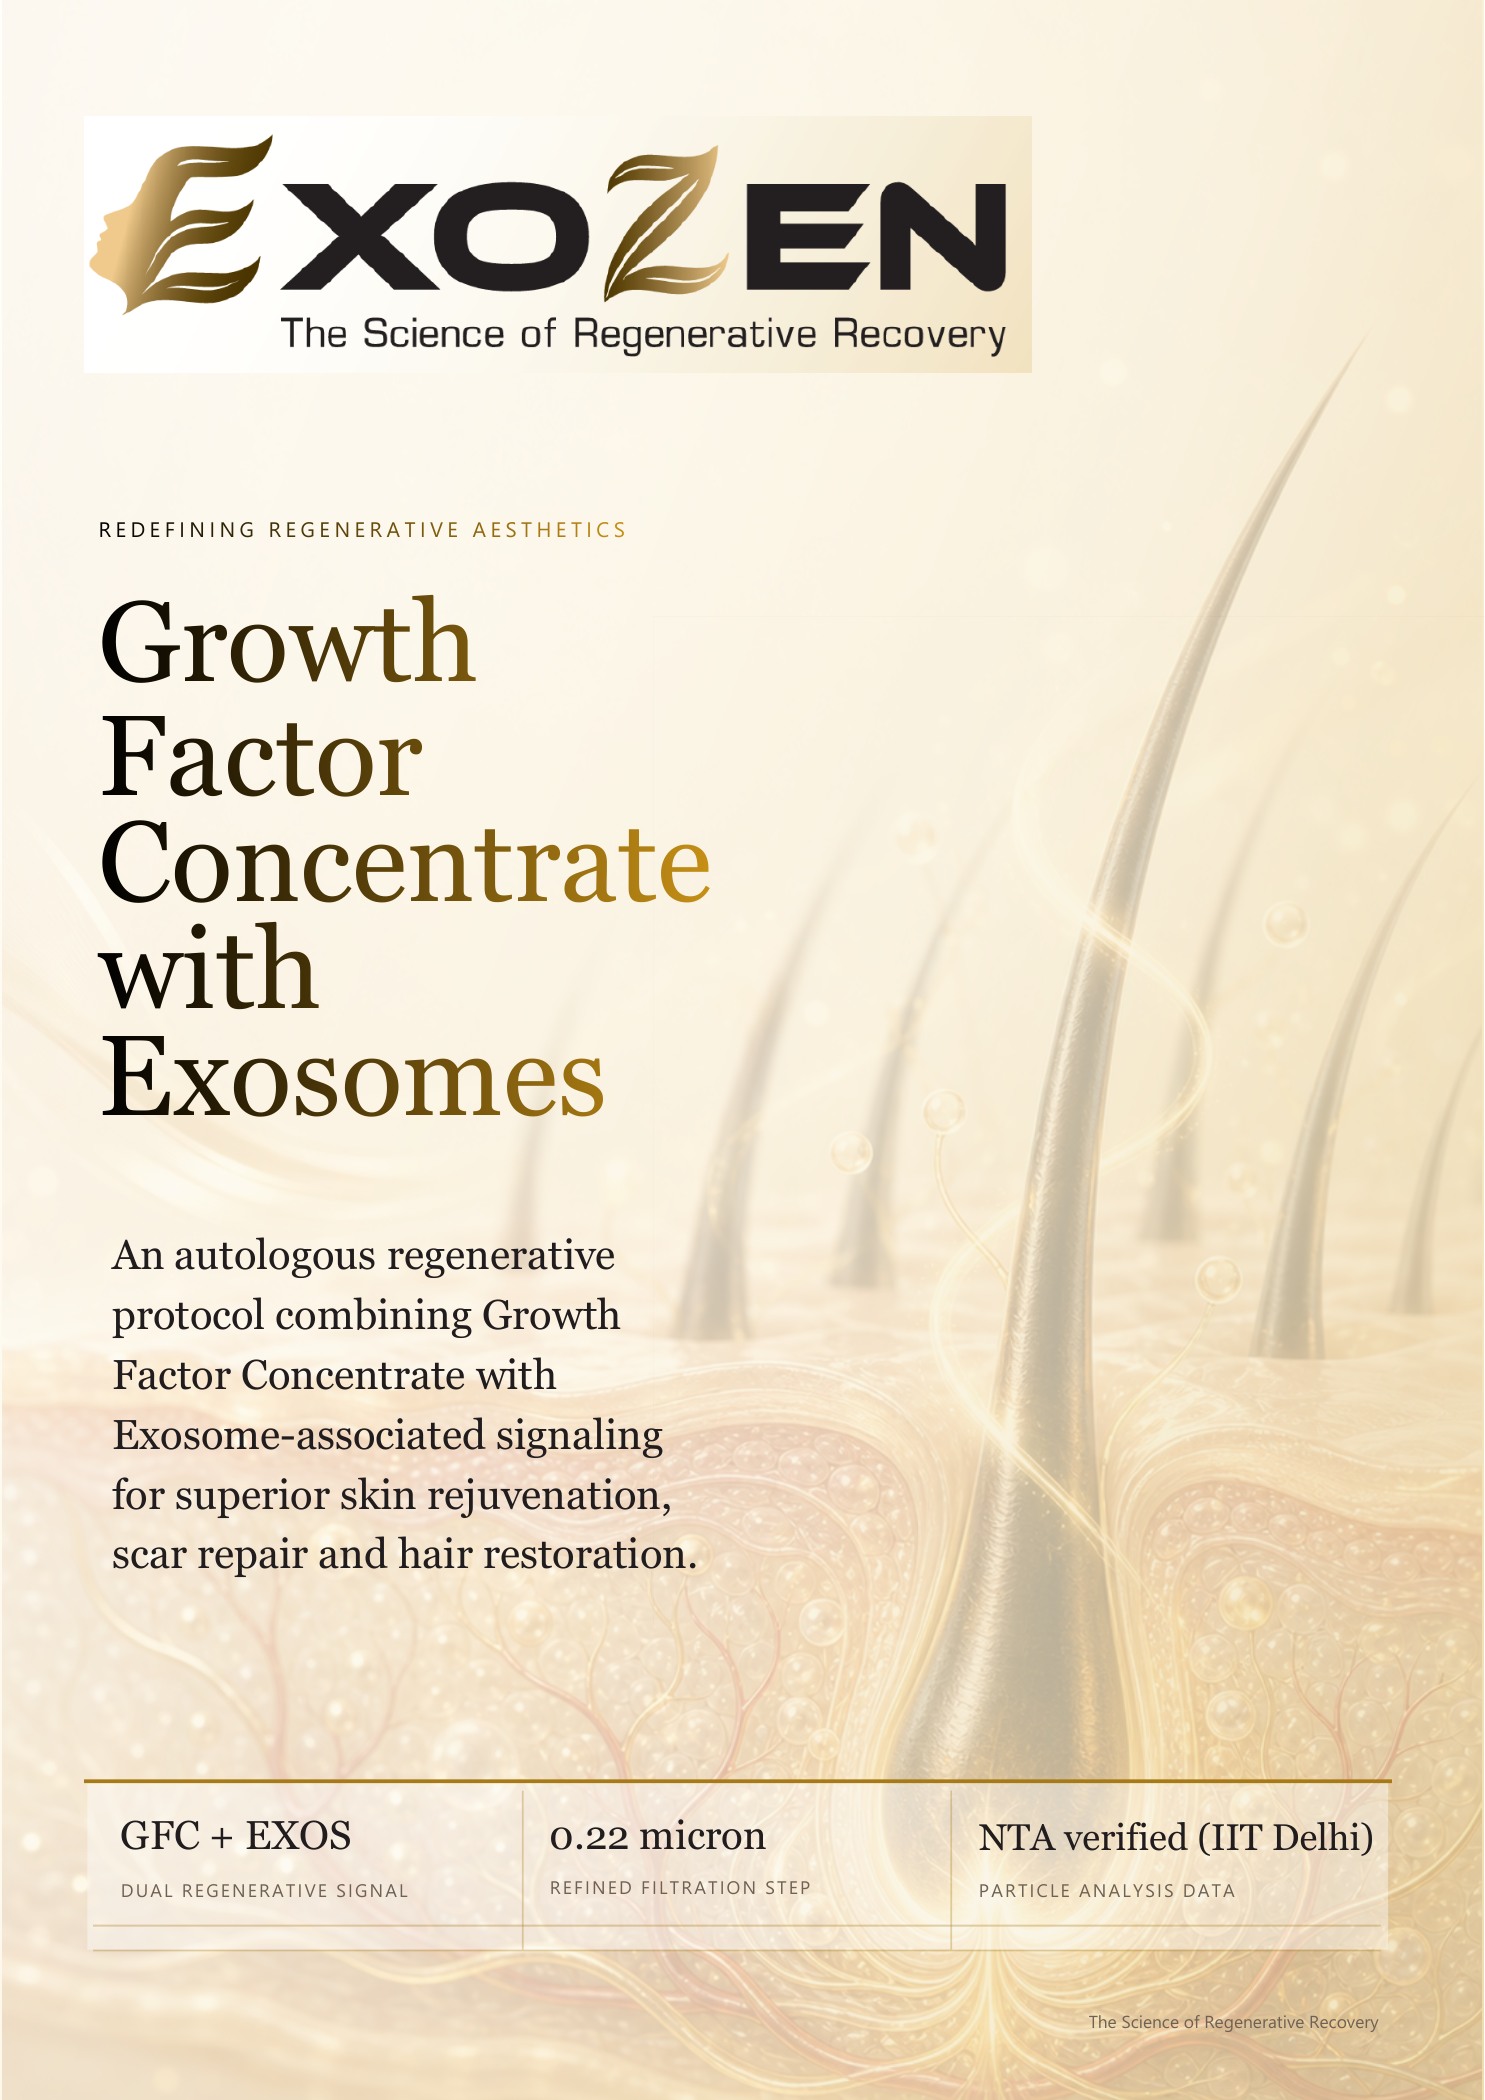 ExoZen
The Science of Regenerative Recovery
REDEFINING REGENERATIVE AESTHETICS
Growth
Factor
Concentrate
with
Exosomes
An autologous regenerative
protocol combining Growth
Factor Concentrate with
Exosome-associated signaling
for superior skin rejuvenation,
scar repair and hair restoration.
GFC + EXOS
DUAL REGENERATIVE SIGNAL
0.22 micron
REFINED FILTRATION STEP
NTA verified (IIT Delhi)
PARTICLE ANALYSIS DATA
The Science of Regenerative Recovery